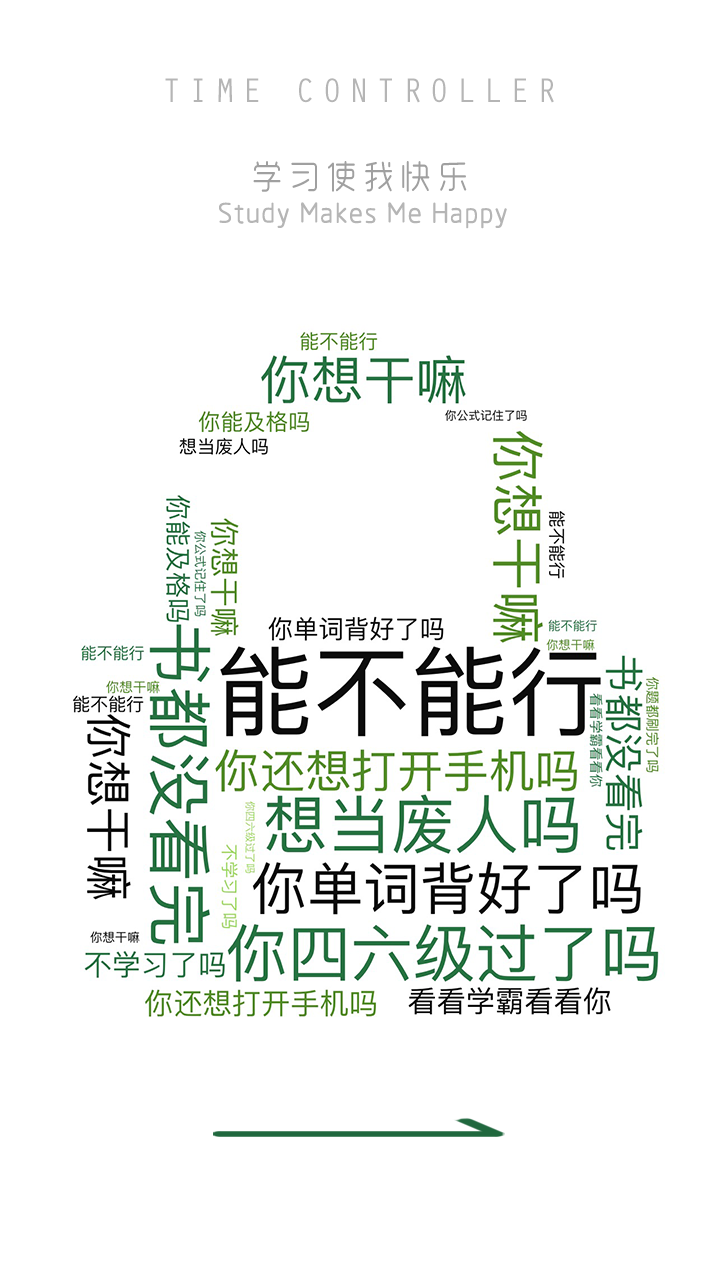 TIME CONTROLLER
学习使我快乐
Study Makes Me Happy
能不能行
你想干嘛
你能及格吗
你公式记住了吗
想当废人吗
你想干嘛
能不能行
你能及格吗
你公式记住了吗
你想干嘛
你单词背好了吗
能不能行
你想干嘛
能不能行
你想干嘛
能不能行
你想干嘛
书都没看完
能不能行
书都没看完
看看学霸看看你
你题都刷完了吗
你还想打开手机吗
想当废人吗
你四六级过了吗
不学习了吗
你单词背好了吗
你想干嘛
不学习了吗
你四六级过了吗
你还想打开手机吗
看看学霸看看你